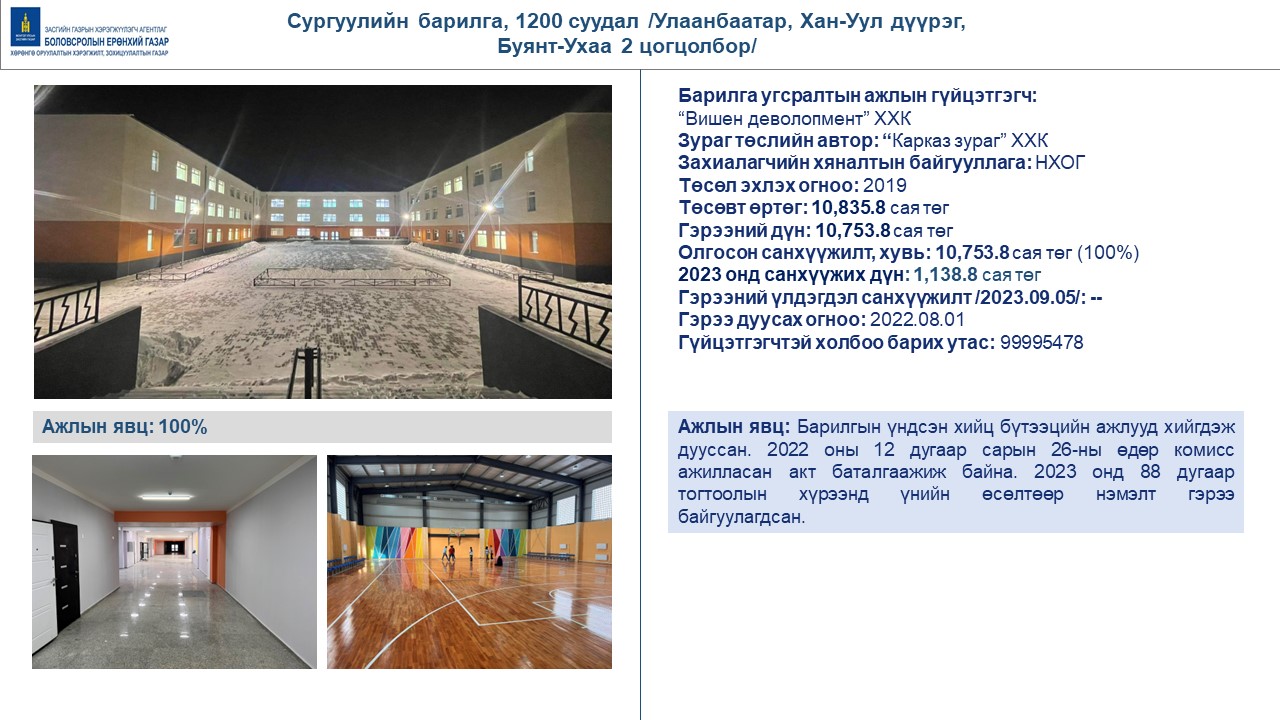 ЗАСГИЙН ГАЗРЫН ХЭРЭГЖҮҮЛЭГЧ АГЕНТЛАГ
БОЛОВСРОЛЫН ЕРӨНХИЙ ГАЗАР
ХӨРӨНГӨ ОРУУЛАЛТЫН ХЭРЭГЖИЛТ, ЗОХИЦУУЛАЛТЫН ГАЗАР
Сургуулийн барилга, 1200 суудал /Улаанбаатар, Хан-Уул дүүрэг,
Буянт-Ухаа 2 цогцолбор/
Барилга угсралтын ажлын гүйцэтгэгч:
“Вишен деволопмент” ХХК
Зураг төслийн автор: “Карказ зураг” ХХК
Захиалагчийн хяналтын байгууллага: НХОГ
Төсөл эхлэх огноо: 2019
Төсөвт өртөг: 10,835.8 сая төг
Гэрээний дүн: 10,753.8 сая төг
Олгосон санхүүжилт, хувь: 10,753.8 сая төг (100%)
2023 онд санхүүжих дүн: 1,138.8 сая төг
Гэрээний үлдэгдэл санхүүжилт /2023.09.05/: --
Гэрээ дуусах огноо: 2022.08.01
Гүйцэтгэгчтэй холбоо барих утас: 99995478
Ажлын явц: 100%
Ажлын явц: Барилгын үндсэн хийц бүтээцийн ажлууд хийгдэж
дууссан. 2022 оны 12 дугаар сарын 26-ны өдөр комисс
ажилласан акт баталгаажиж байна. 2023 онд 88 дугаар
тогтоолын хүрээнд үнийн өсөлтөөр нэмэлт гэрээ
байгуулагдсан.